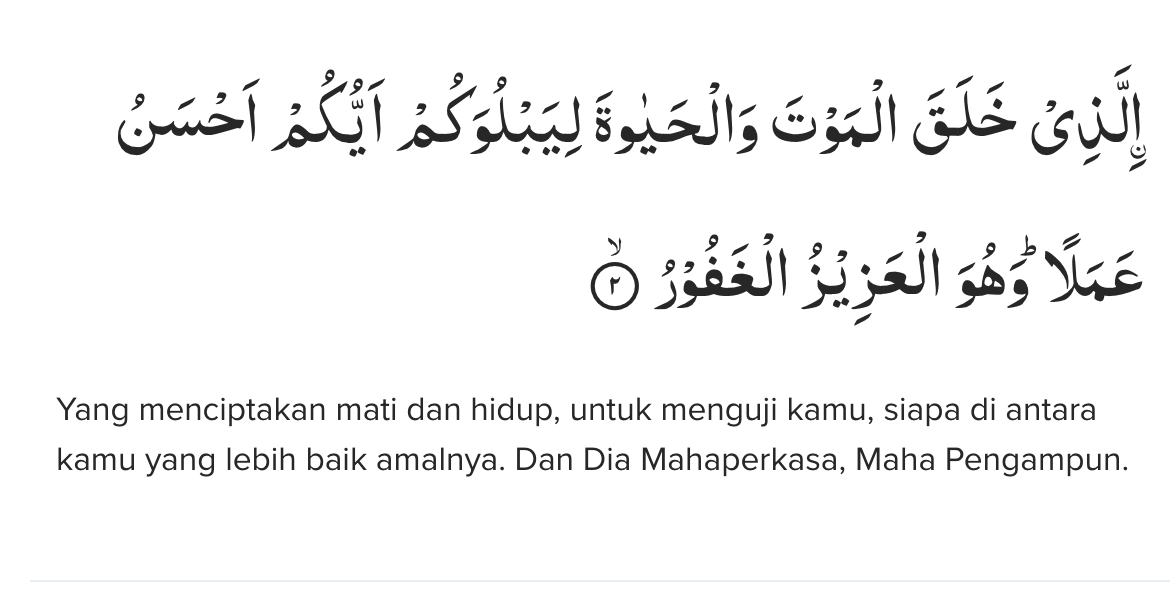 اۨلَّذِيْ خَلَقَ الْمَوْتَ وَالْحَيٰوةَ لِيَبْلُوَكُمْ اَيُّكُمْ اَحْسَنُ
عَمَلًاۗ وَهُوَ الْعَزِيْزُ الْغَفُوْرُۙ ٢
Yang menciptakan mati dan hidup, untuk menguji kamu, siapa di antara
kamu yang lebih baik amalnya. Dan Dia Mahaperkasa, Maha Pengampun.